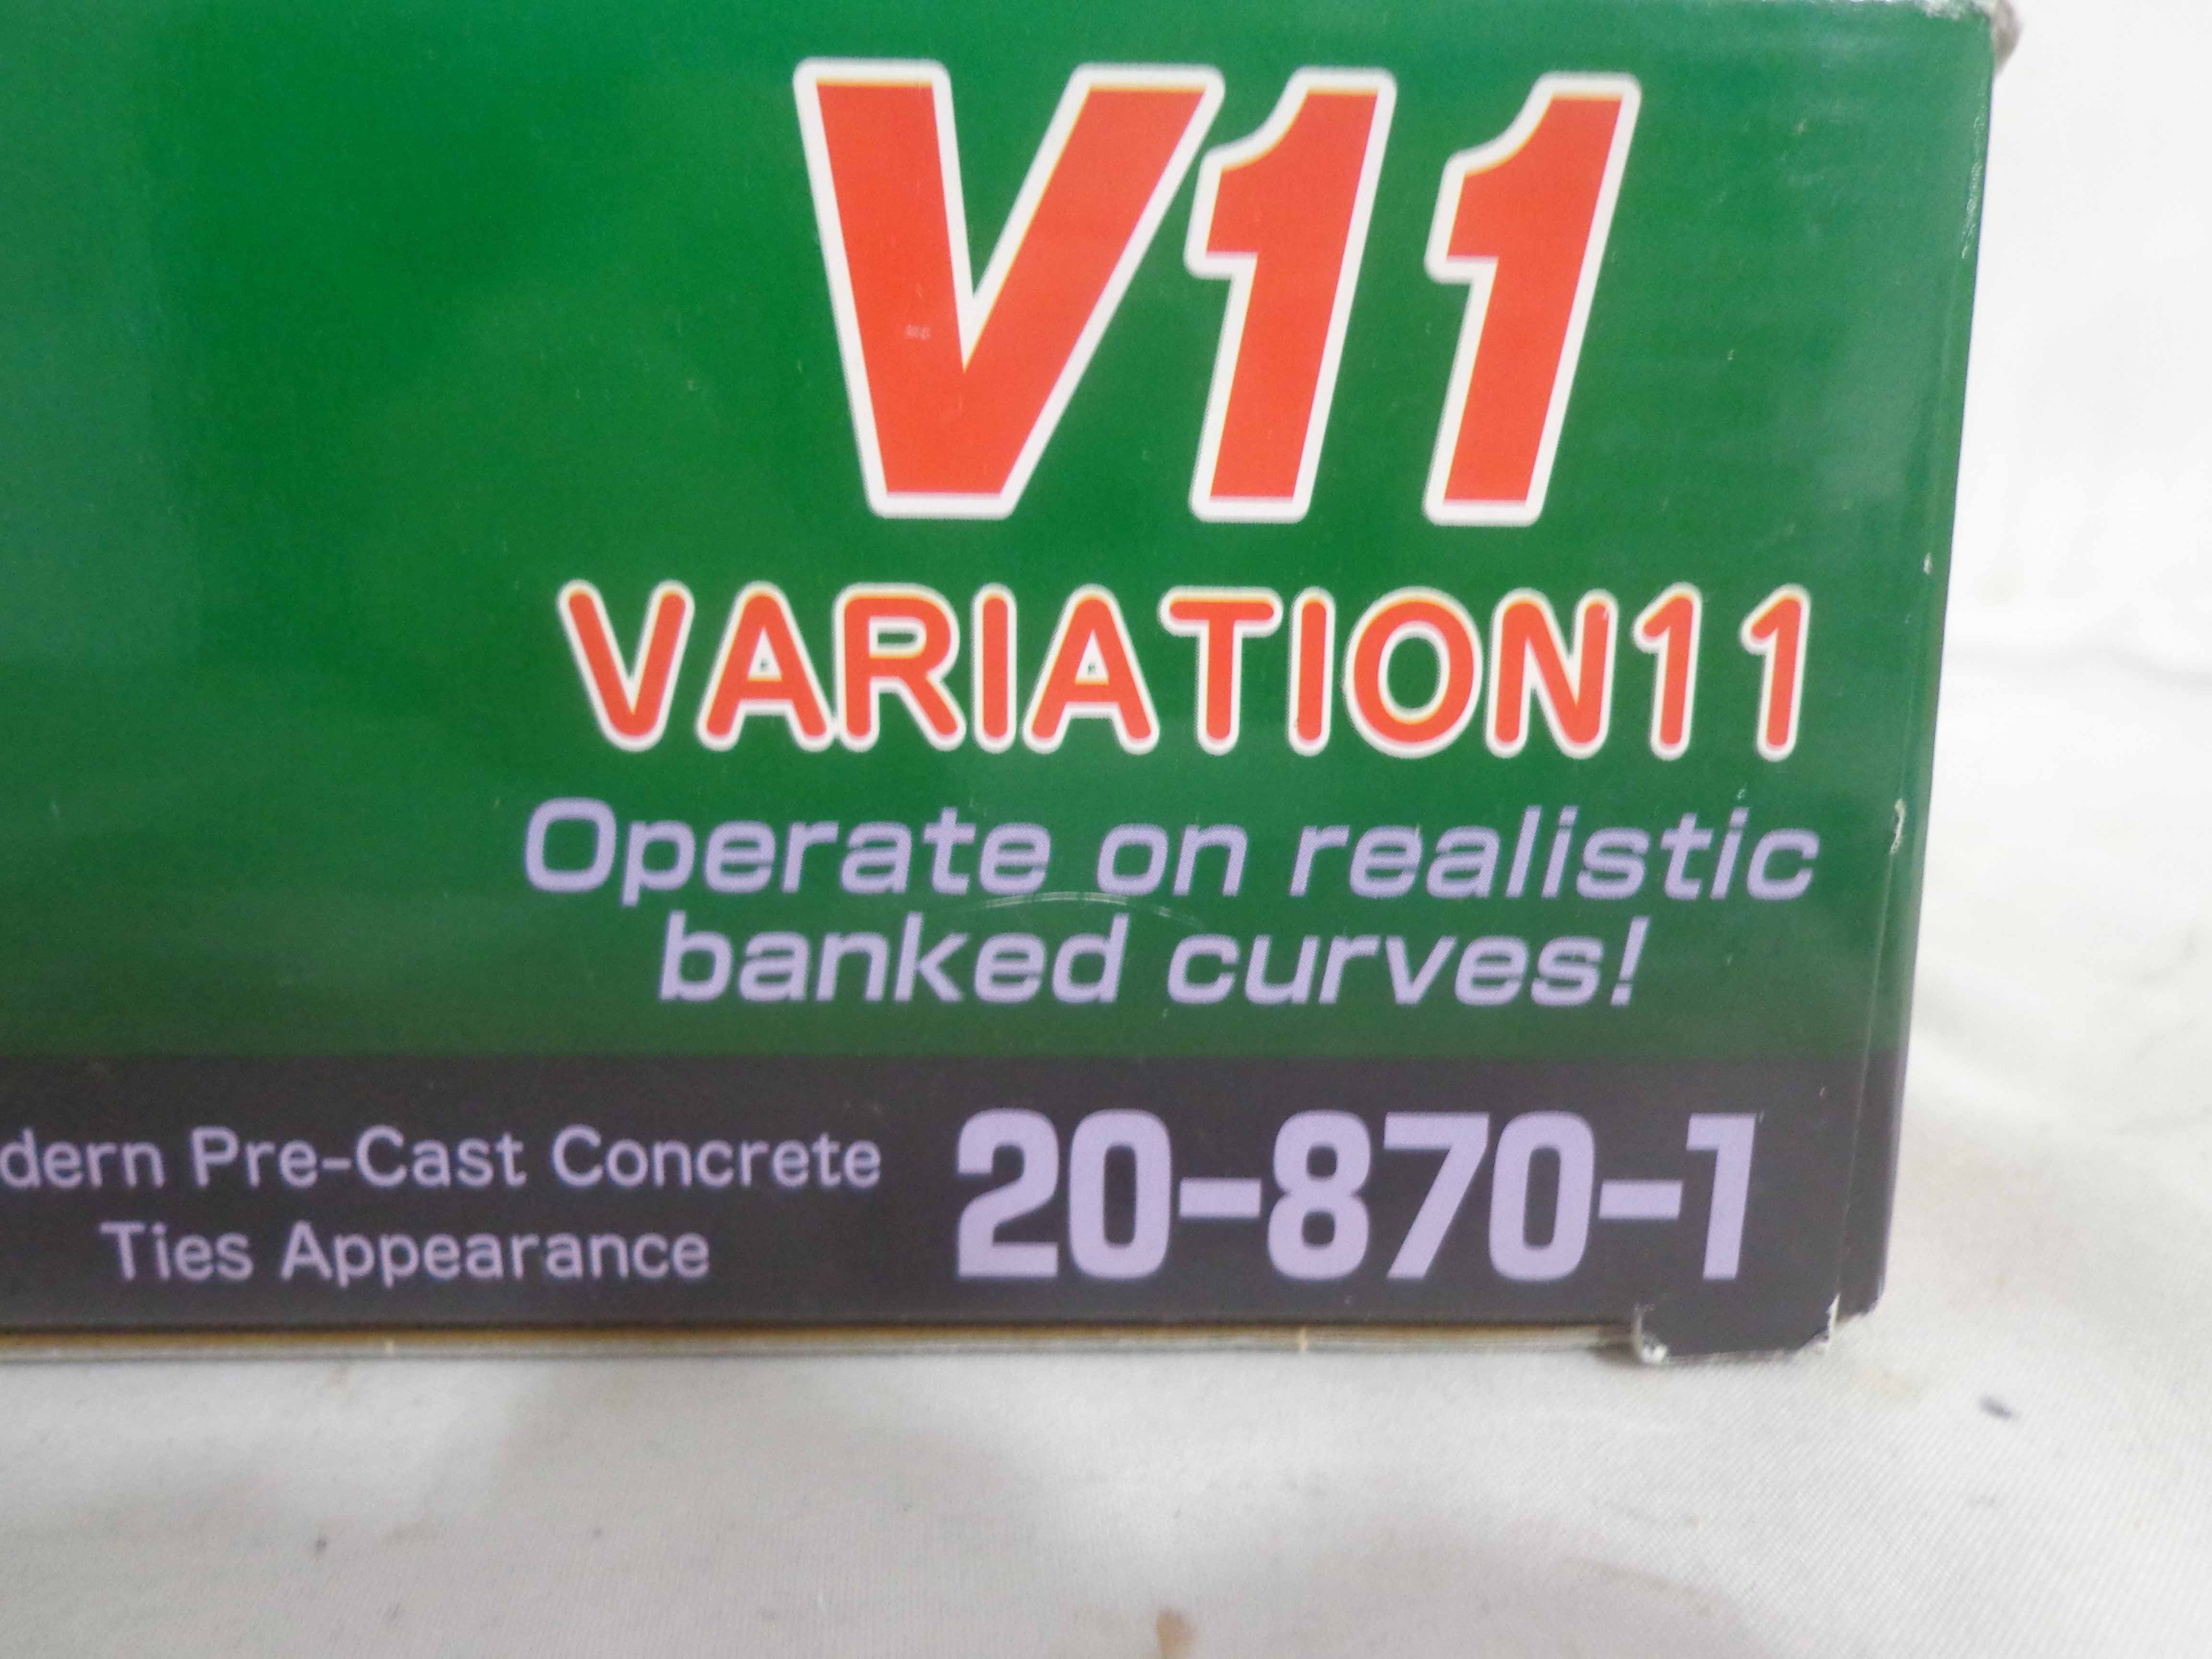 V11
VARIATION11
Operate on realistic
banked curves!
dern Pre-Cast Concrete
Ties Appearance
20-870-1